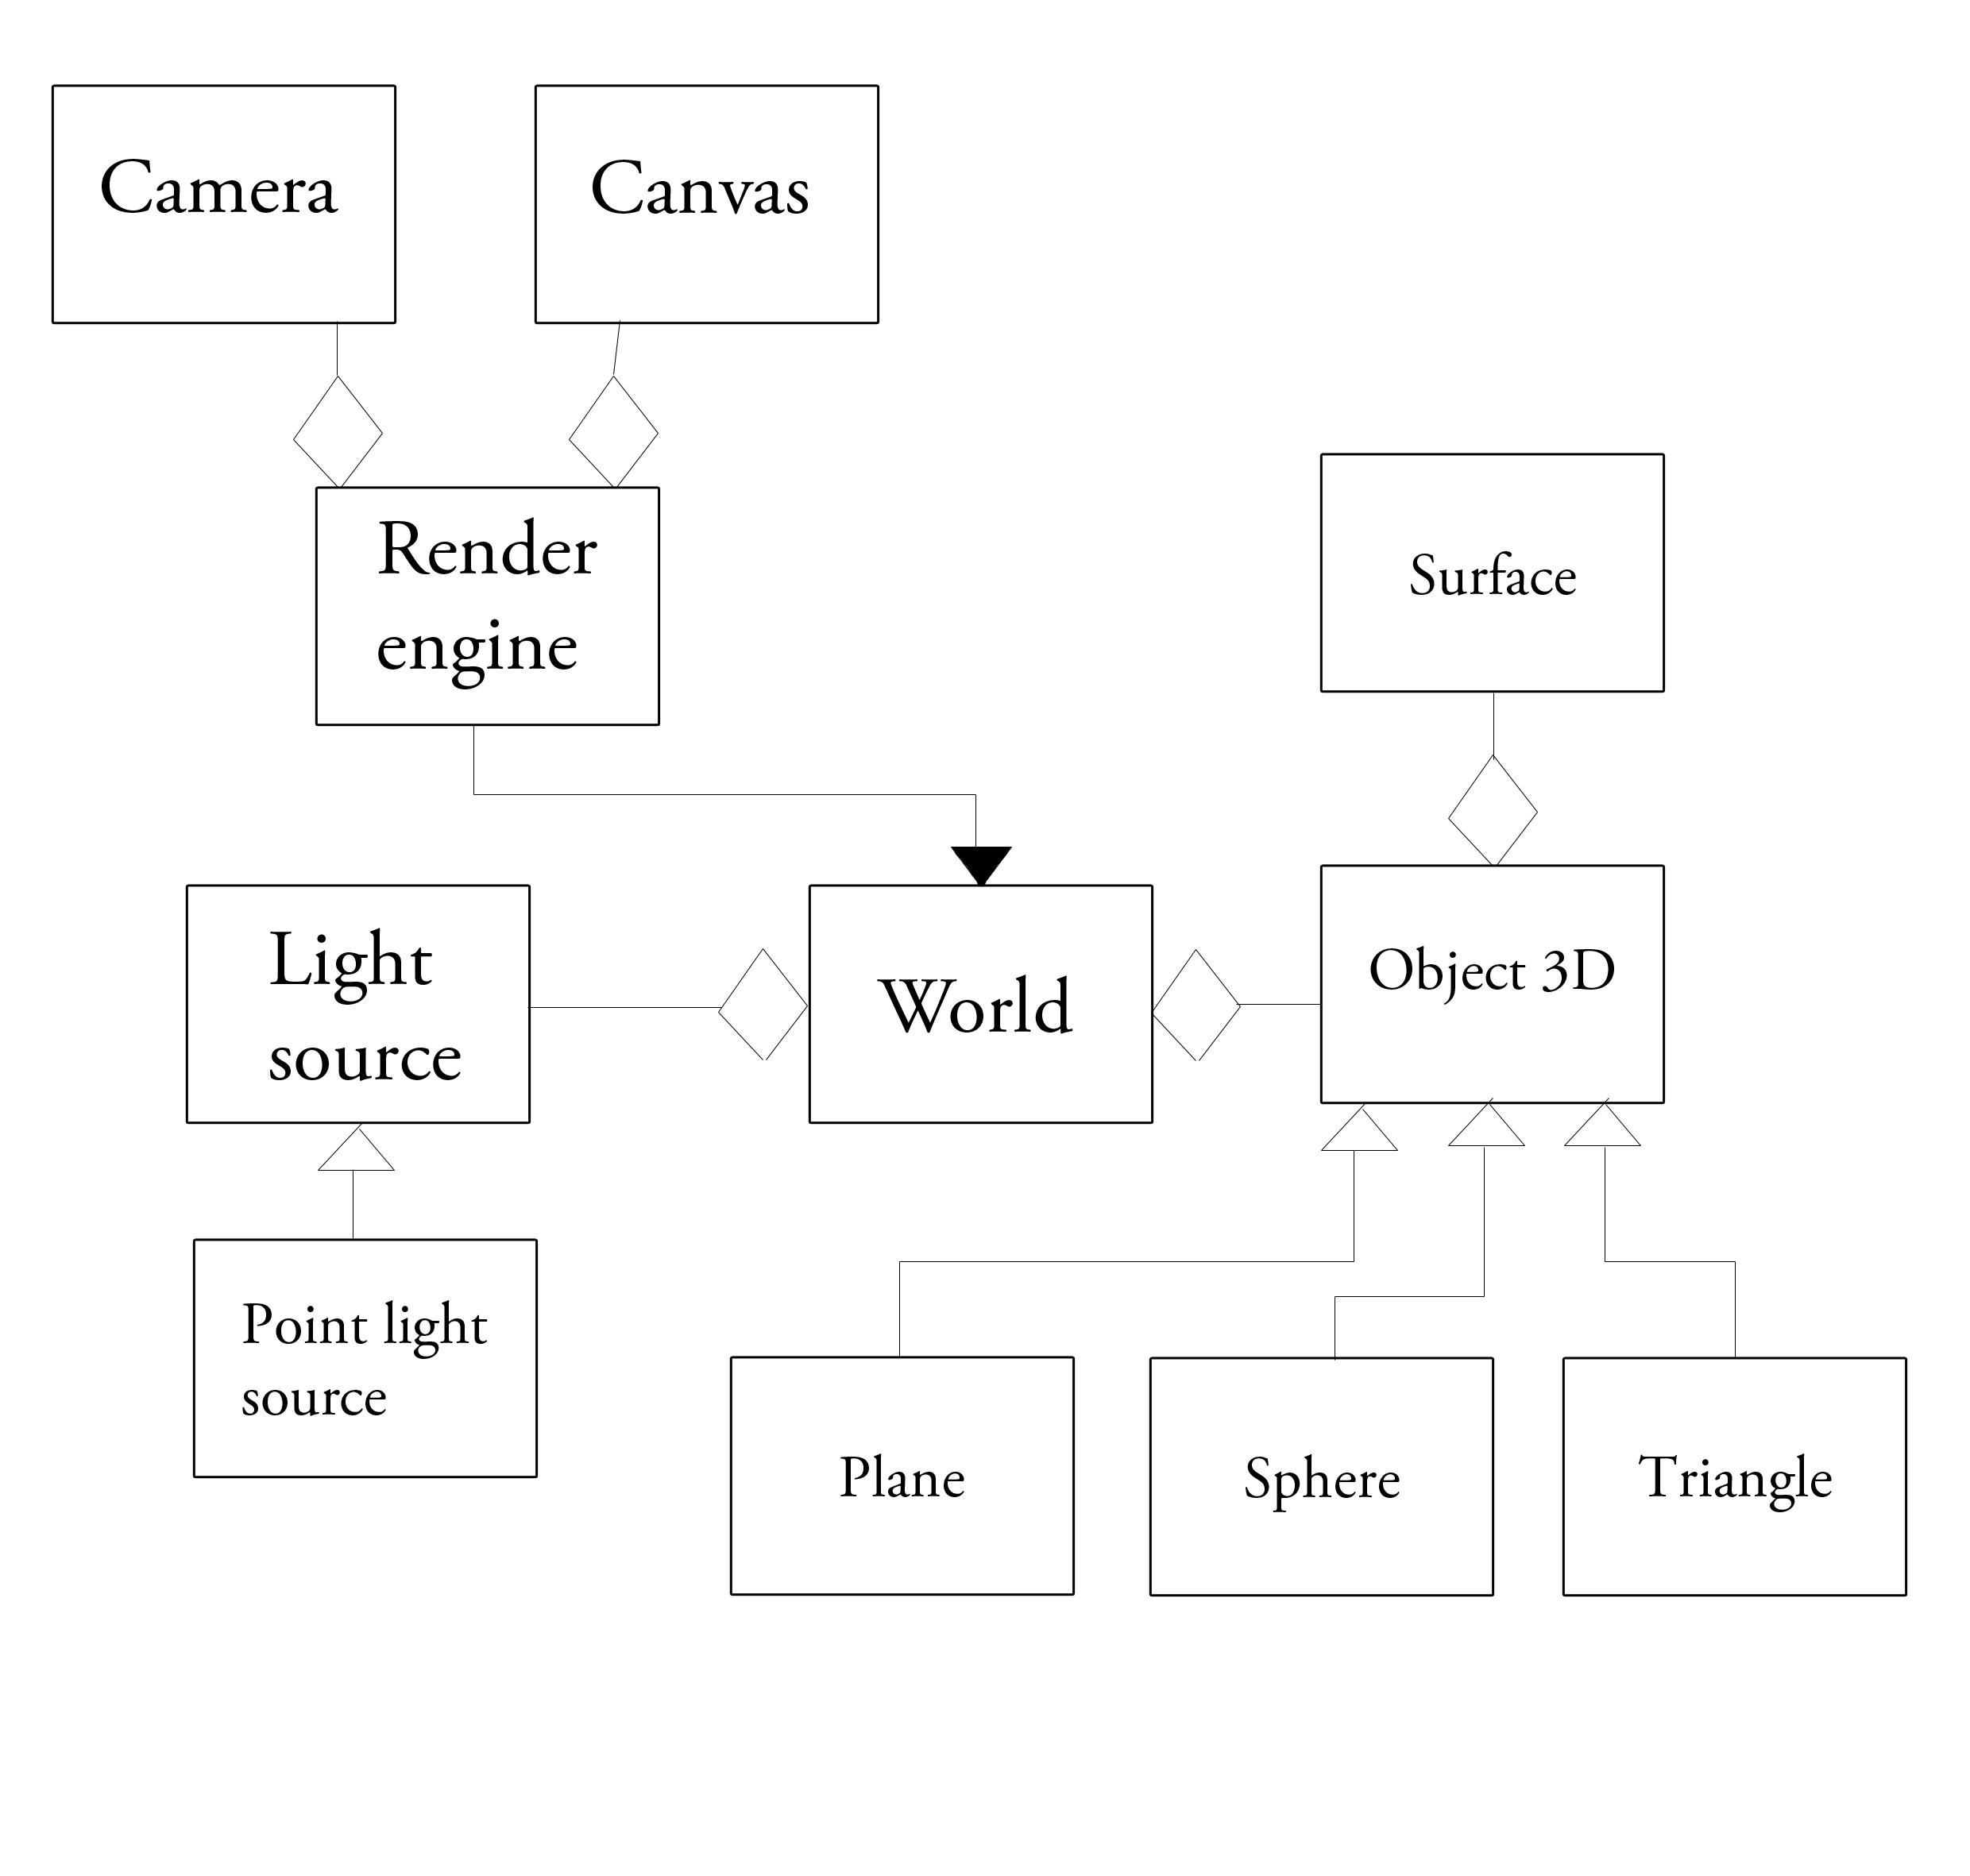 Camera
Canvas
Render
engine
Surface
Light
source
World
Object 3D
Point light
source
Plane
Sphere
Triangle